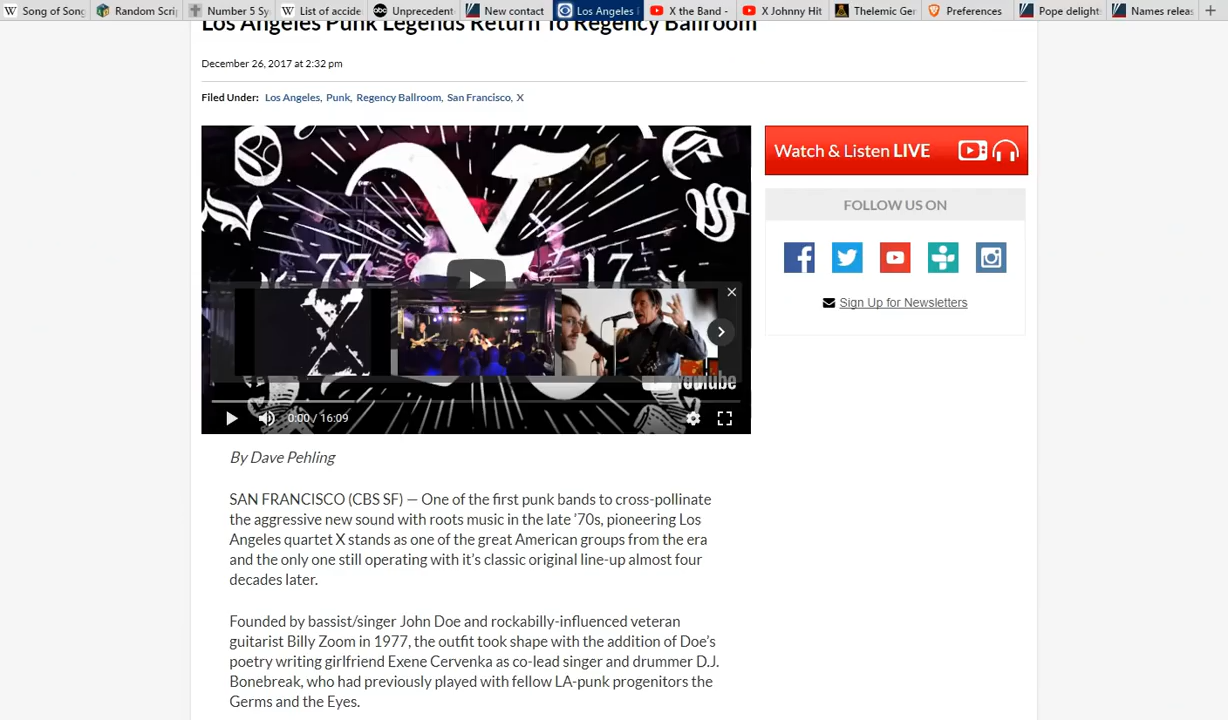 Song of Song
Random Scrip
Number 5 Sy
List of accide
Unprecedent
New contact
Los Angeles
X the Band -
X Johnny Hit
Thelemic Ger
Preferences
Pope delight
Names releas
Los Angeles Punk Legends Return To Regency Ballroom
December 26, 2017 at 2:32 pm
Filed Under: Los Angeles, Punk, Regency Ballroom, San Francisco, X
X
77 17
X
YouTube
0:00 / 16:09
Watch & Listen LIVE
FOLLOW US ON
Sign Up for Newsletters
By Dave Pehling
SAN FRANCISCO (CBS SF) — One of the first punk bands to cross-pollinate
the aggressive new sound with roots music in the late ’70s, pioneering Los
Angeles quartet X stands as one of the great American groups from the era
and the only one still operating with it’s classic original line-up almost four
decades later.
Founded by bassist/singer John Doe and rockabilly-influenced veteran
guitarist Billy Zoom in 1977, the outfit took shape with the addition of Doe’s
poetry writing girlfriend Exene Cervenka as co-lead singer and drummer D.J.
Bonebreak, who had previously played with fellow LA-punk progenitors the
Germs and the Eyes.